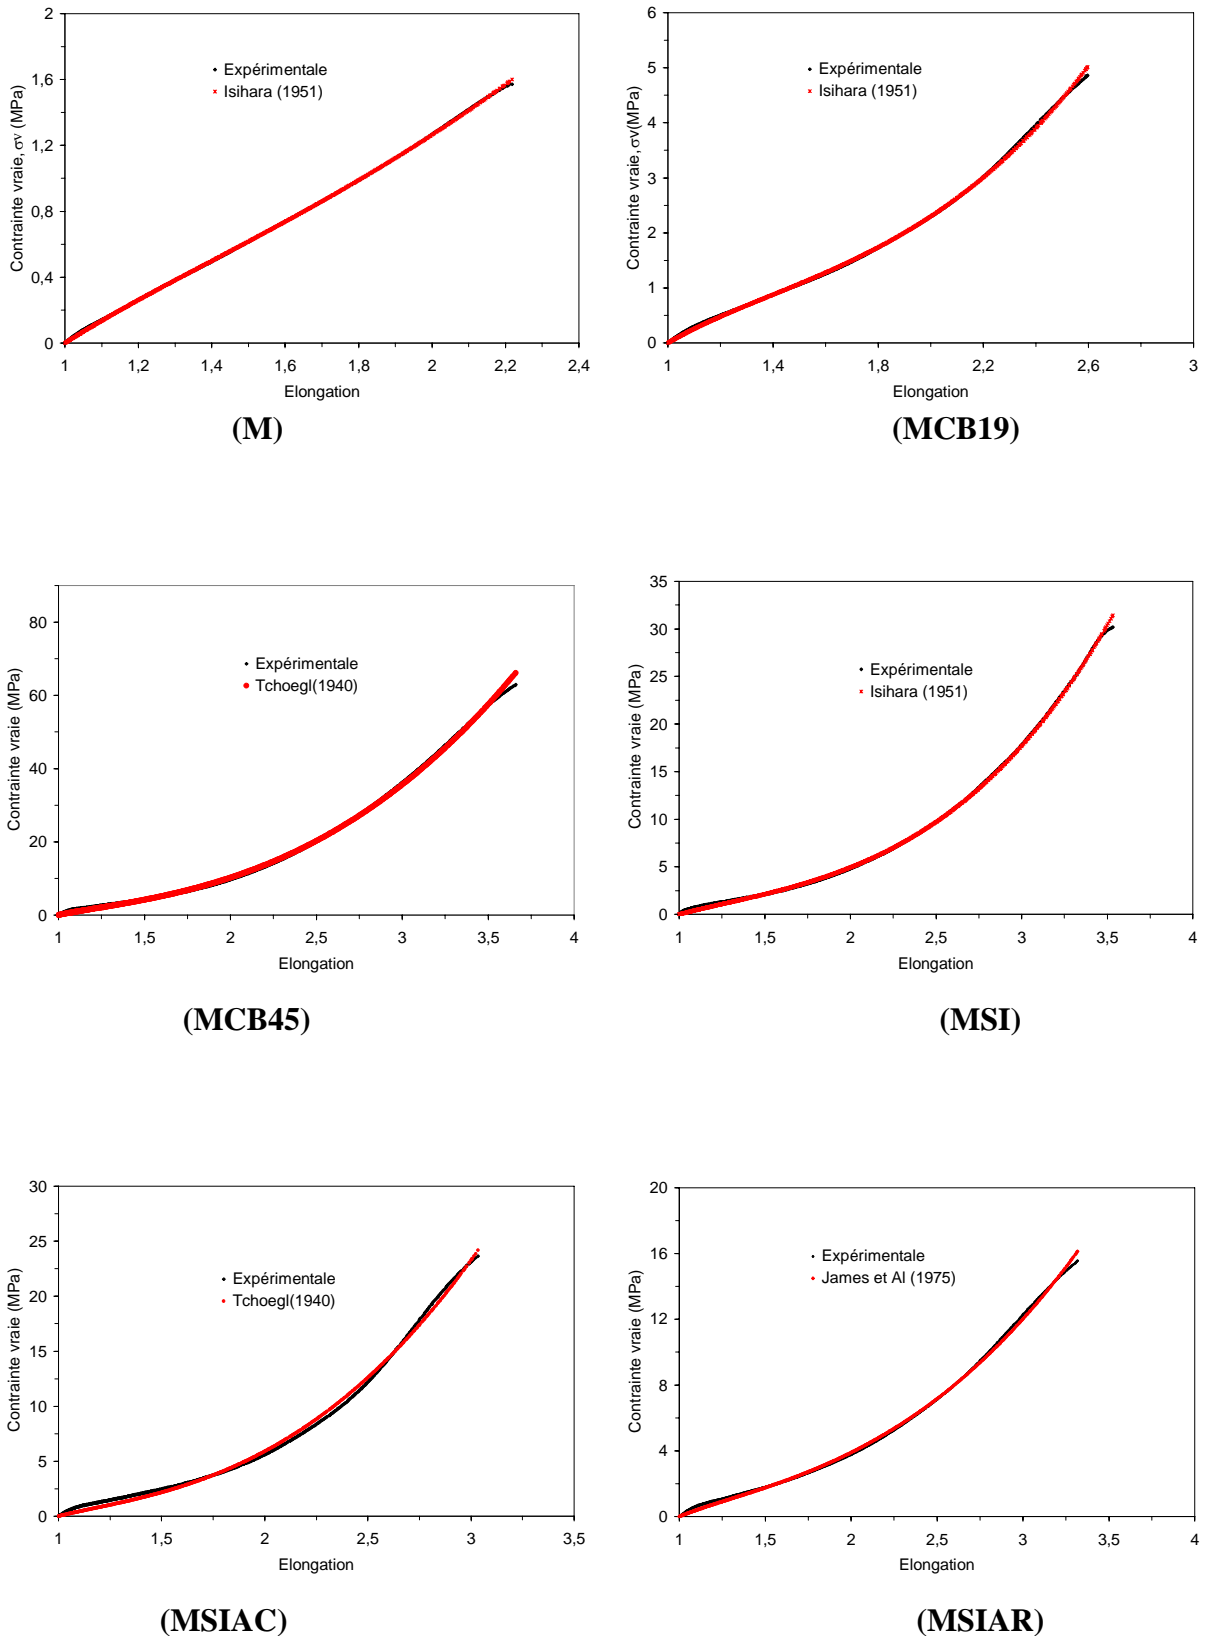 2
1,6
1,2
0,8
0,4
0
1
1,2
1,4
1,6
1,8
2
2,2
2,4
Contrainte vraie, σv (MPa)
Elongation
Expérimentale
Isihara (1951)
(M)
6
5
4
3
2
1
0
1
1,4
1,8
2,2
2,6
3
Contrainte vraie, σv(MPa)
Elongation
Expérimentale
Isihara (1951)
(MCB19)
80
60
40
20
0
1
1,5
2
2,5
3
3,5
4
Contrainte vraie (MPa)
Elongation
Expérimentale
Tchoegl(1940)
(MCB45)
35
30
25
20
15
10
5
0
1
1,5
2
2,5
3
3,5
4
Contrainte vraie (MPa)
Elongation
Expérimentale
Isihara (1951)
(MSI)
30
25
20
15
10
5
0
1
1,5
2
2,5
3
3,5
Contrainte vraie (MPa)
Elongation
Expérimentale
Tchoegl(1940)
(MSIAC)
20
16
12
8
4
0
1
1,5
2
2,5
3
3,5
4
Contrainte vraie (MPa)
Elongation
Expérimentale
James et Al (1975)
(MSIAR)